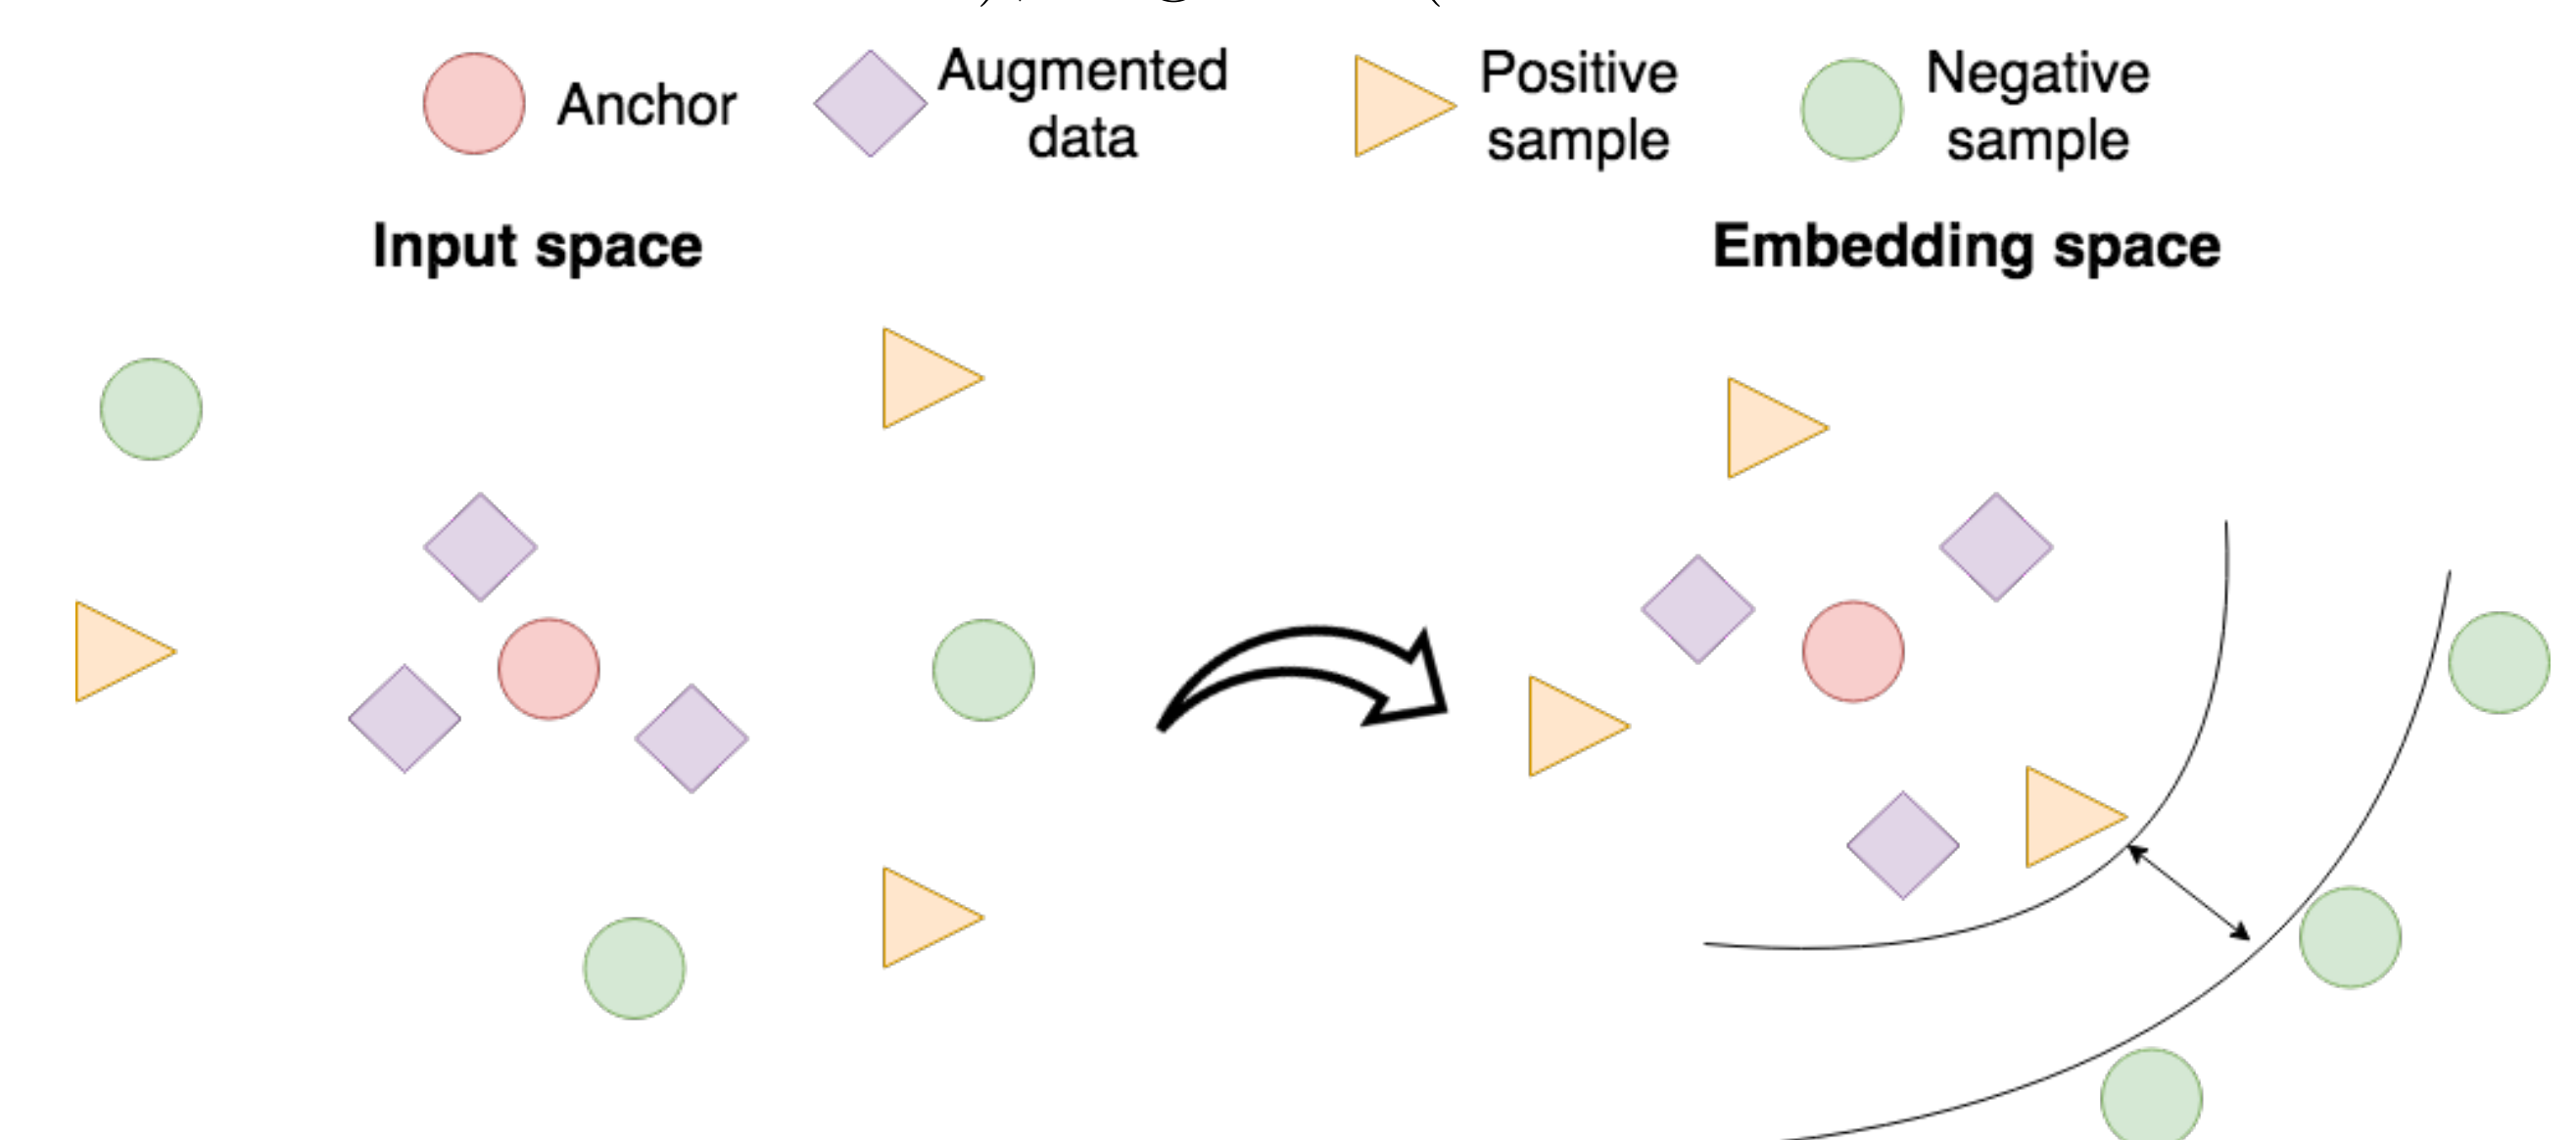 Anchor
Augmented
data
Positive
sample
Negative
sample
Input space
Embedding space